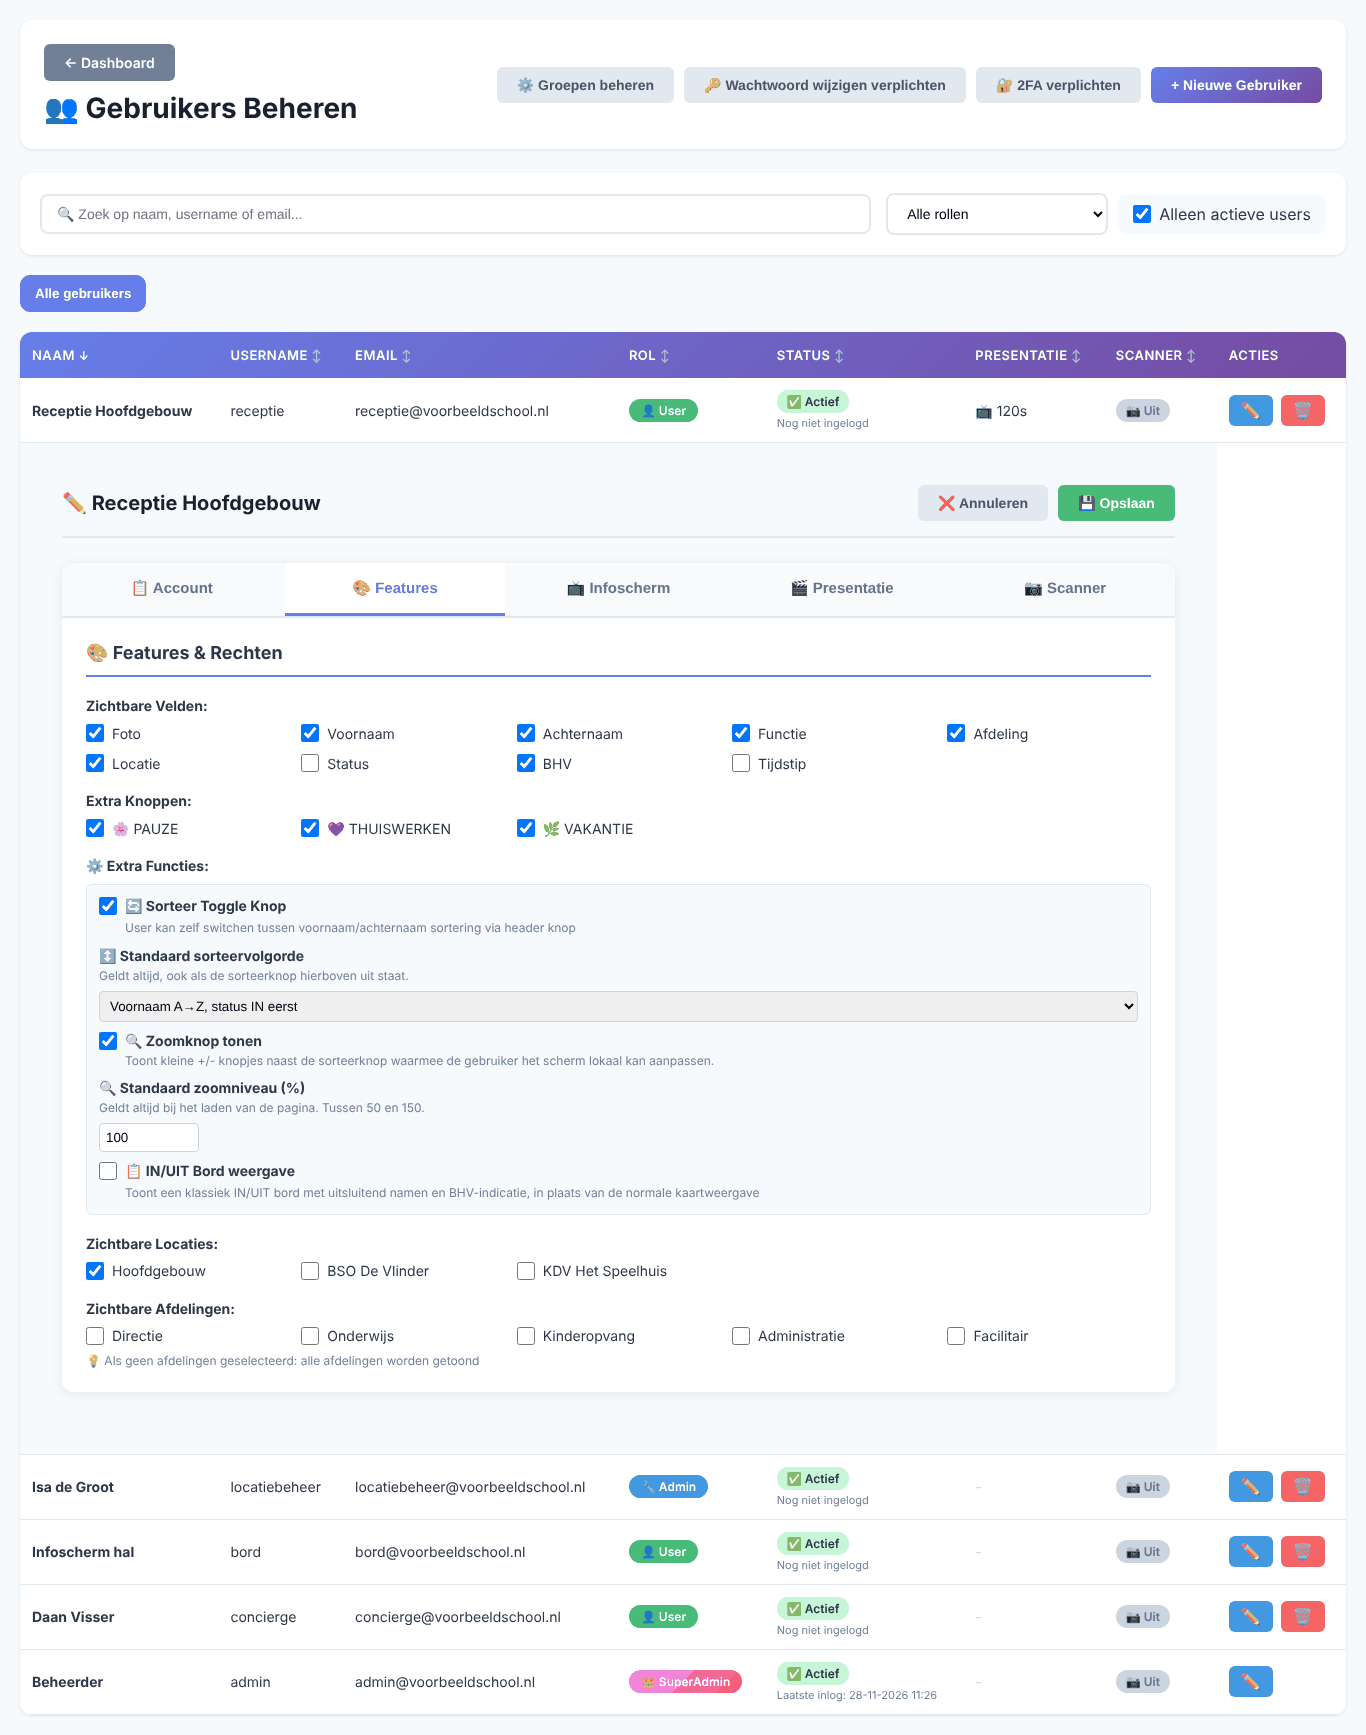 ← Dashboard
👥 Gebruikers Beheren
⚙️ Groepen beheren
🔑 Wachtwoord wijzigen verplichten
🔐 2FA verplichten
+ Nieuwe Gebruiker
🔍 Zoek op naam, username of email...
Alle rollen
Alleen actieve users
Alle gebruikers
NAAM ↓ USERNAME ↕ EMAIL ↕ ROL ↕ STATUS ↕ PRESENTATIE ↕ SCANNER ↕ ACTIES
Receptie Hoofdgebouw receptie receptie@voorbeeldschool.nl 👤 User ✅ Actief 📺 120s 📷 Uit
Nog niet ingelogd
✏️ Receptie Hoofdgebouw
❌ Annuleren
💾 Opslaan
📋 Account
🎨 Features
📺 Infoscherm
🎬 Presentatie
📷 Scanner
🎨 Features & Rechten
Zichtbare Velden:
Foto Voornaam Achternaam Functie Afdeling
Locatie Status BHV Tijdstip
Extra Knoppen:
🌸 PAUZE 💜 THUISWERKEN 🌿 VAKANTIE
⚙️ Extra Functies:
🔄 Sorteer Toggle Knop
User kan zelf switchen tussen voornaam/achternaam sortering via header knop
↕️ Standaard sorteervolgorde
Geldt altijd, ook als de sorteerknop hierboven uit staat.
Voornaam A→Z, status IN eerst
🔍 Zoomknop tonen
Toont kleine +/- knopjes naast de sorteerknop waarmee de gebruiker het scherm lokaal kan aanpassen.
🔍 Standaard zoomniveau (%)
Geldt altijd bij het laden van de pagina. Tussen 50 en 150.
100
📋 IN/UIT Bord weergave
Toont een klassiek IN/UIT bord met uitsluitend namen en BHV-indicatie, in plaats van de normale kaartweergave
Zichtbare Locaties:
Hoofdgebouw BSO De Vlinder KDV Het Speelhuis
Zichtbare Afdelingen:
Directie Onderwijs Kinderopvang Administratie Facilitair
💡 Als geen afdelingen geselecteerd: alle afdelingen worden getoond
Isa de Groot locatiebeheer locatiebeheer@voorbeeldschool.nl 🔧 Admin ✅ Actief - 📷 Uit
Nog niet ingelogd
Infoscherm hal bord bord@voorbeeldschool.nl 👤 User ✅ Actief - 📷 Uit
Nog niet ingelogd
Daan Visser concierge concierge@voorbeeldschool.nl 👤 User ✅ Actief - 📷 Uit
Nog niet ingelogd
Beheerder admin admin@voorbeeldschool.nl 👑 SuperAdmin ✅ Actief - 📷 Uit
Laatste inlog: 28-11-2026 11:26